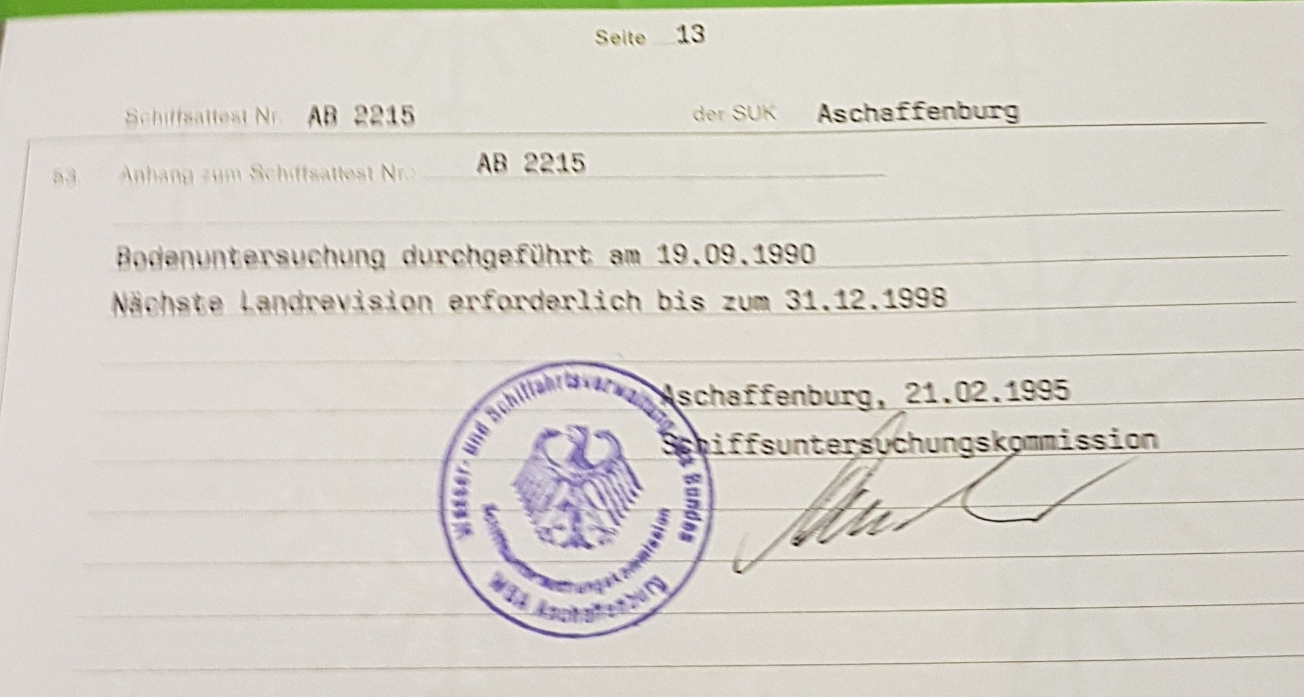 Seite 13
Schiffsattest Nr. AB 2215 der SUK Aschaffenburg
53. Anhang zum Schiffsattest Nr.: AB 2215
Bodenuntersuchung durchgeführt am 19.09.1990
Nächste Landrevision erforderlich bis zum 31.12.1998
Aschaffenburg, 21.02.1995
Schiffsuntersuchungskommission
Wasser- und Schiffahrtsverwaltung des Bundes
Schiffsuntersuchungskommission
WSA Aschaffenburg